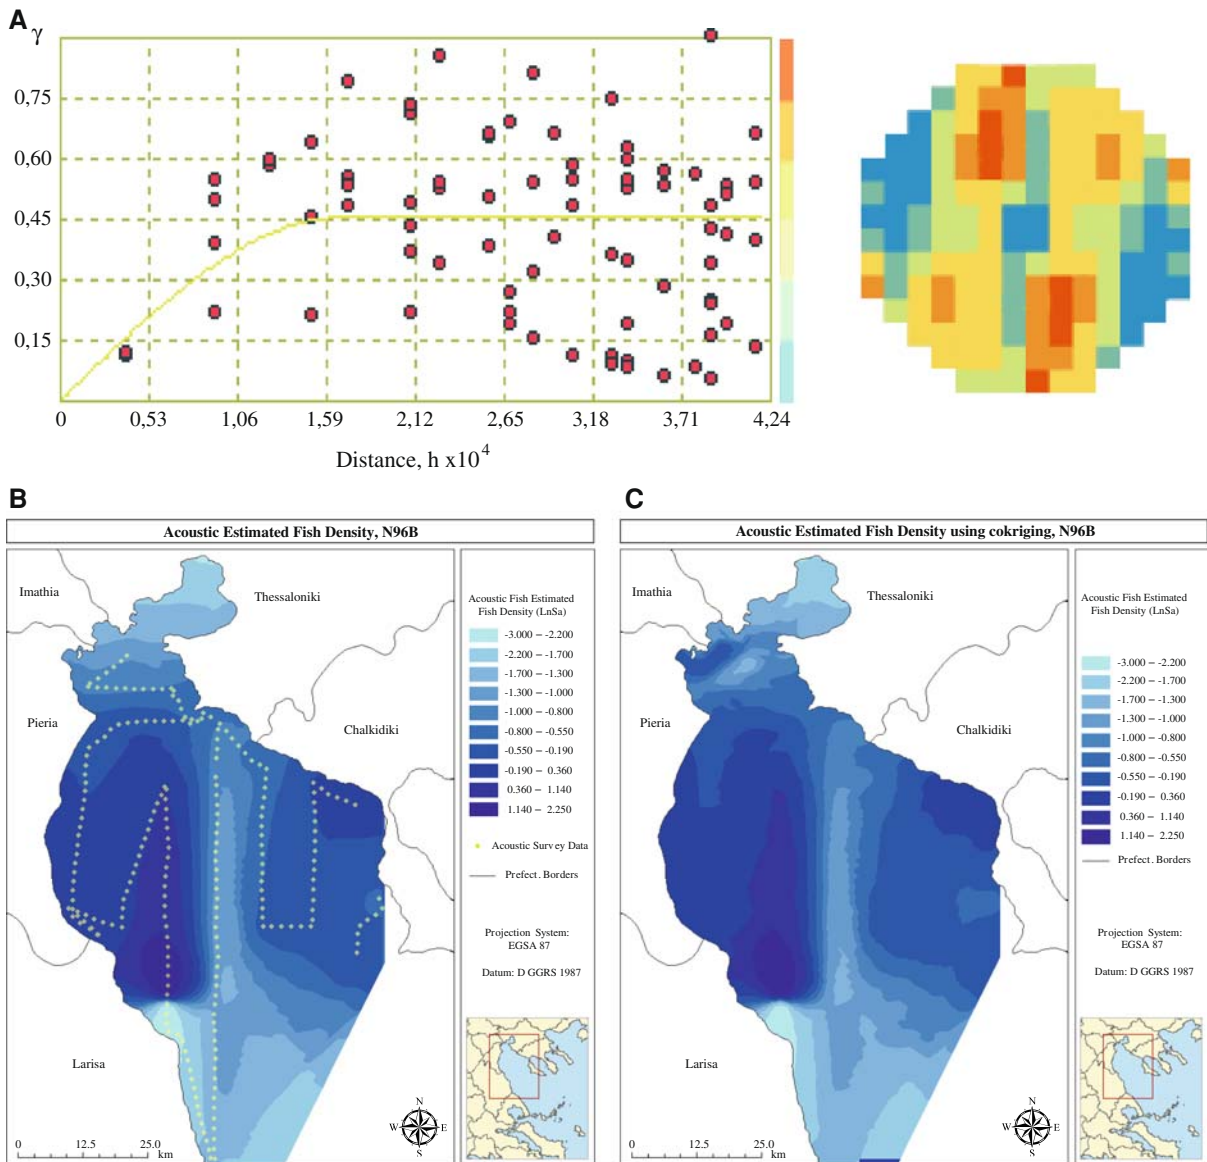 A
γ
0,75
0,60
0,45
0,30
0,15
0 0,53 1,06 1,59 2,12 2,65 3,18 3,71 4,24
Distance, h x10⁴
B
Acoustic Estimated Fish Density, N96B
Imathia
Thessaloniki
Pieria
Chalkidiki
Larisa
0 12.5 25.0
km
N
W E
S
Acoustic Fish Estimated
Fish Density (LnSa)
-3.000 – -2.200
-2.200 – -1.700
-1.700 – -1.300
-1.300 – -1.000
-1.000 – -0.800
-0.800 – -0.550
-0.550 – -0.190
-0.190 – 0.360
0.360 – 1.140
1.140 – 2.250
Acoustic Survey Data
Prefect. Borders
Projection System:
EGSA 87
Datum: D GGRS 1987
C
Acoustic Estimated Fish Density using cokriging, N96B
Imathia
Thessaloniki
Pieria
Chalkidiki
Larisa
0 12.5 25.0
km
N
W E
S
Acoustic Fish Estimated
Fish Density (LnSa)
-3.000 – -2.200
-2.200 – -1.700
-1.700 – -1.300
-1.300 – -1.000
-1.000 – -0.800
-0.800 – -0.550
-0.550 – -0.190
-0.190 – 0.360
0.360 – 1.140
1.140 – 2.250
Prefect. Borders
Projection System:
EGSA 87
Datum: D GGRS 1987